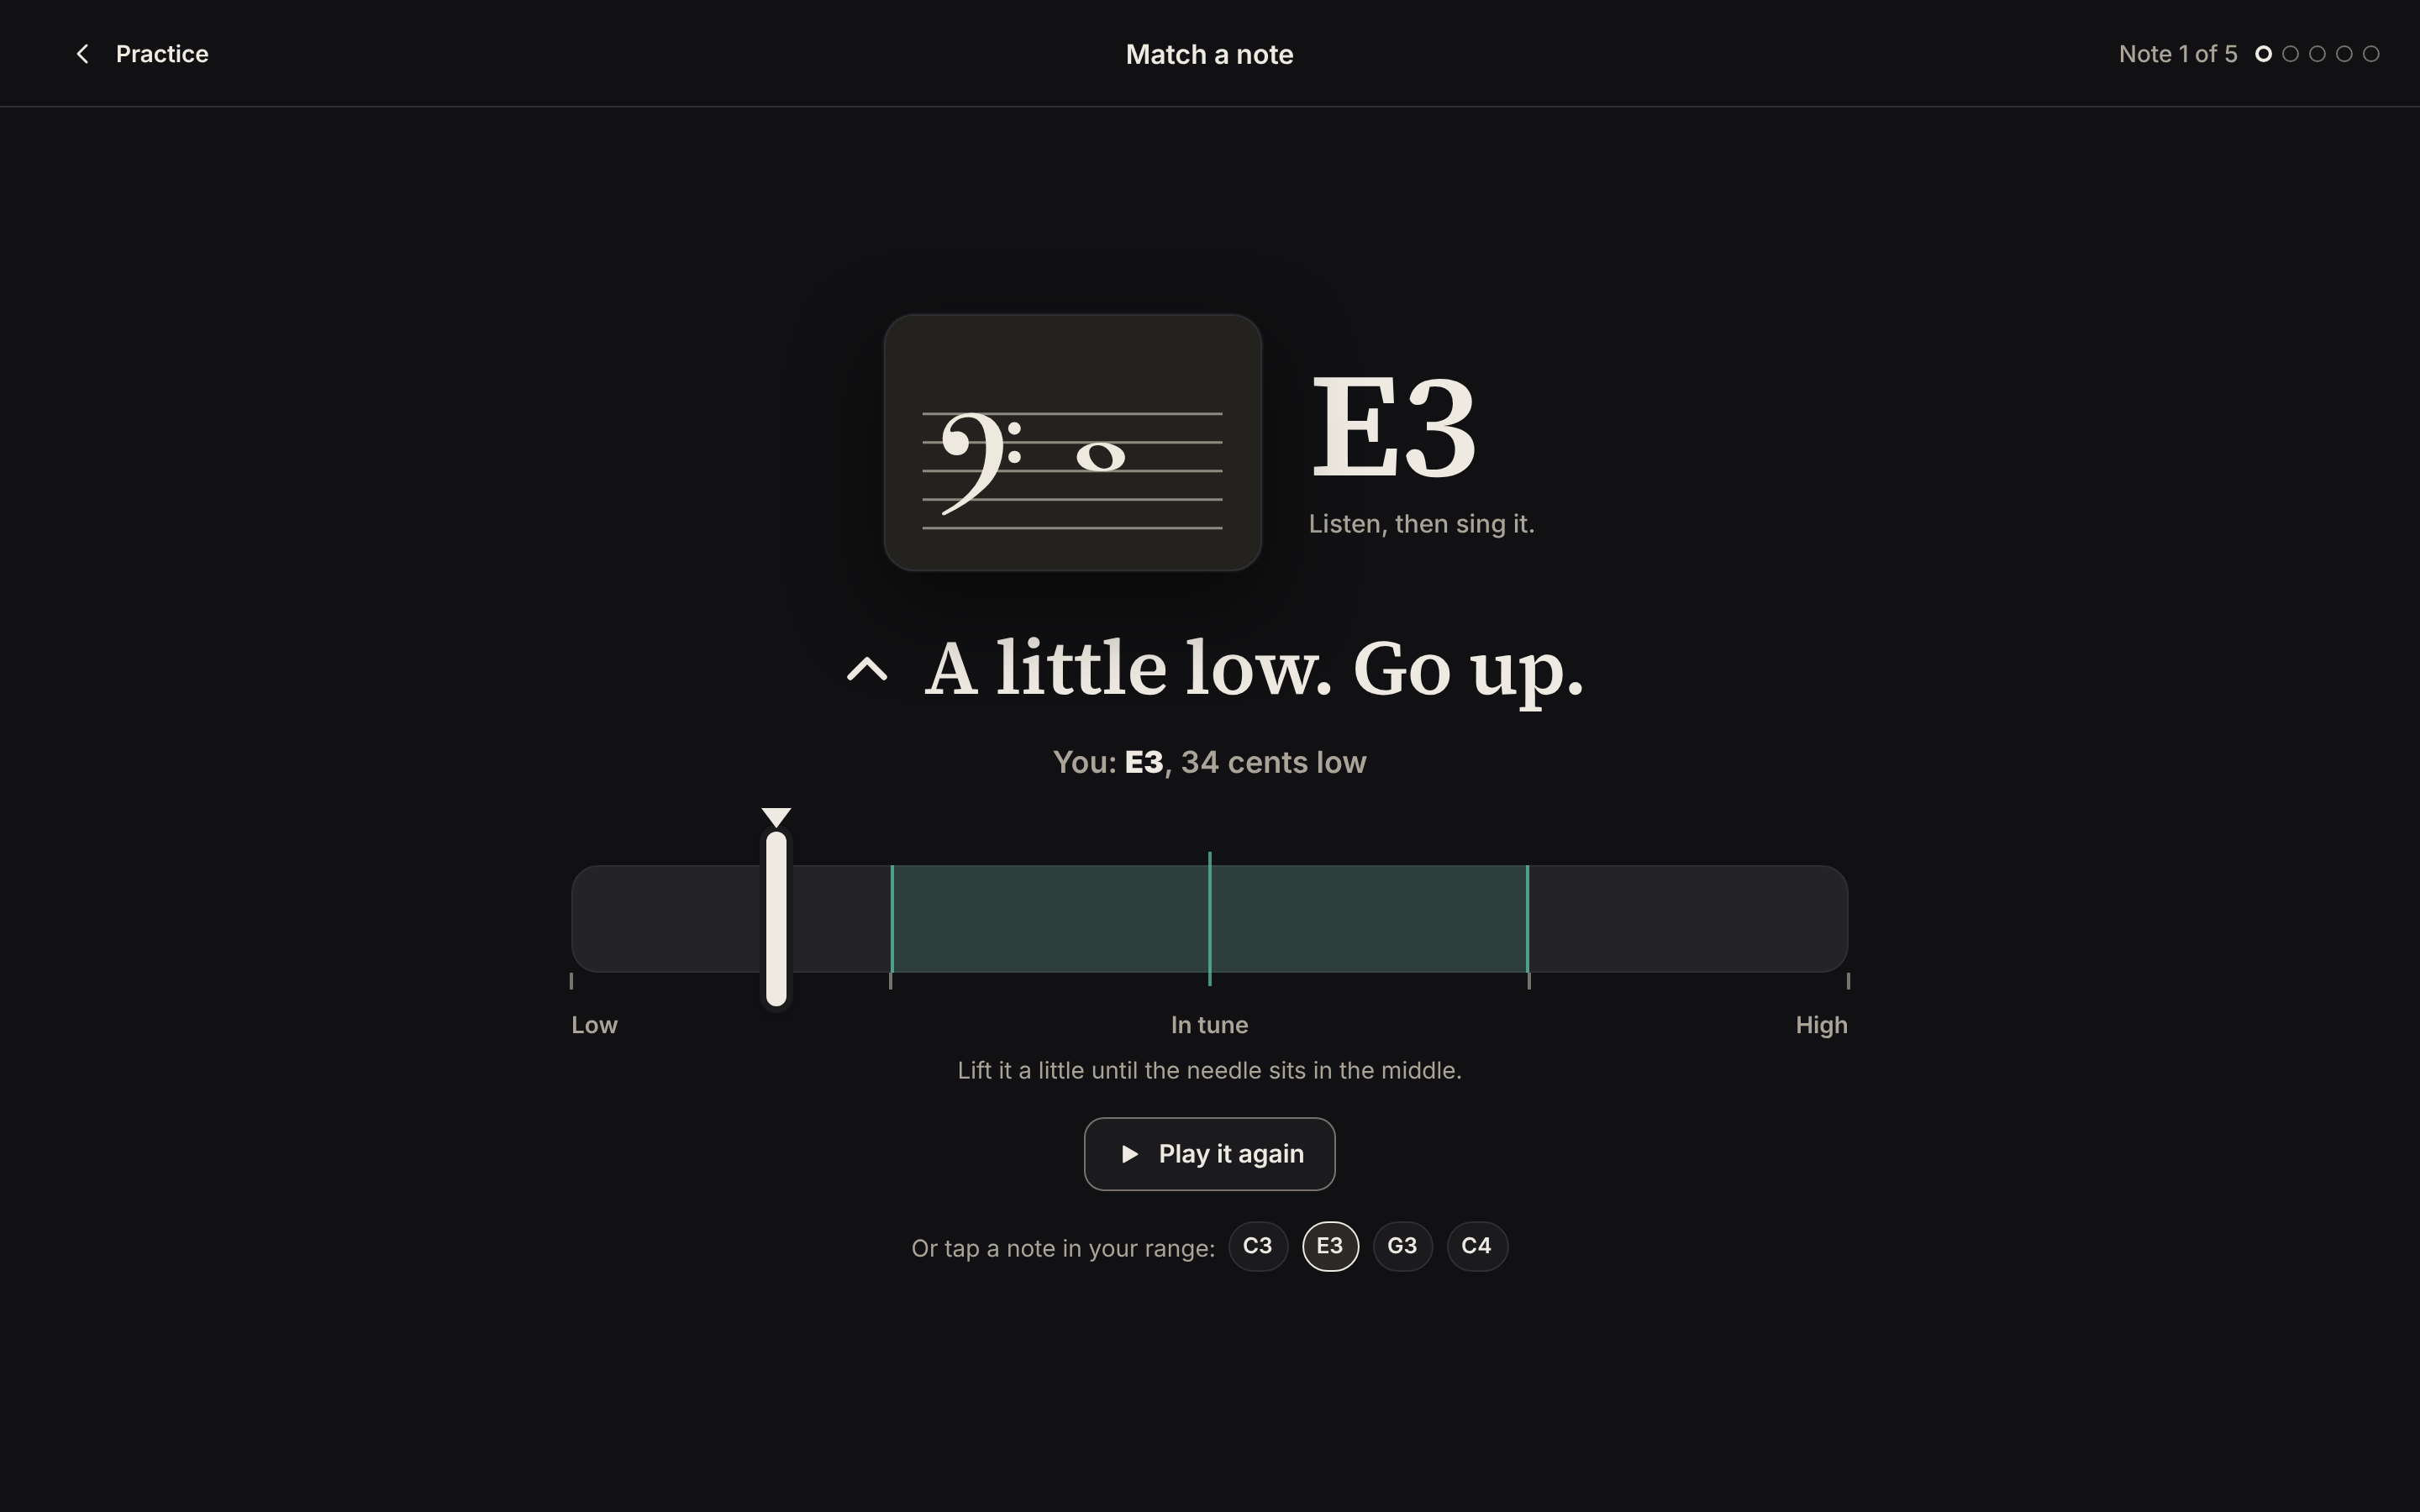 Practice
Match a note
Note 1 of 5
E3
Listen, then sing it.
A little low. Go up.
You: E3, 34 cents low
Low In tune High
Lift it a little until the needle sits in the middle.
Play it again
Or tap a note in your range: C3 E3 G3 C4